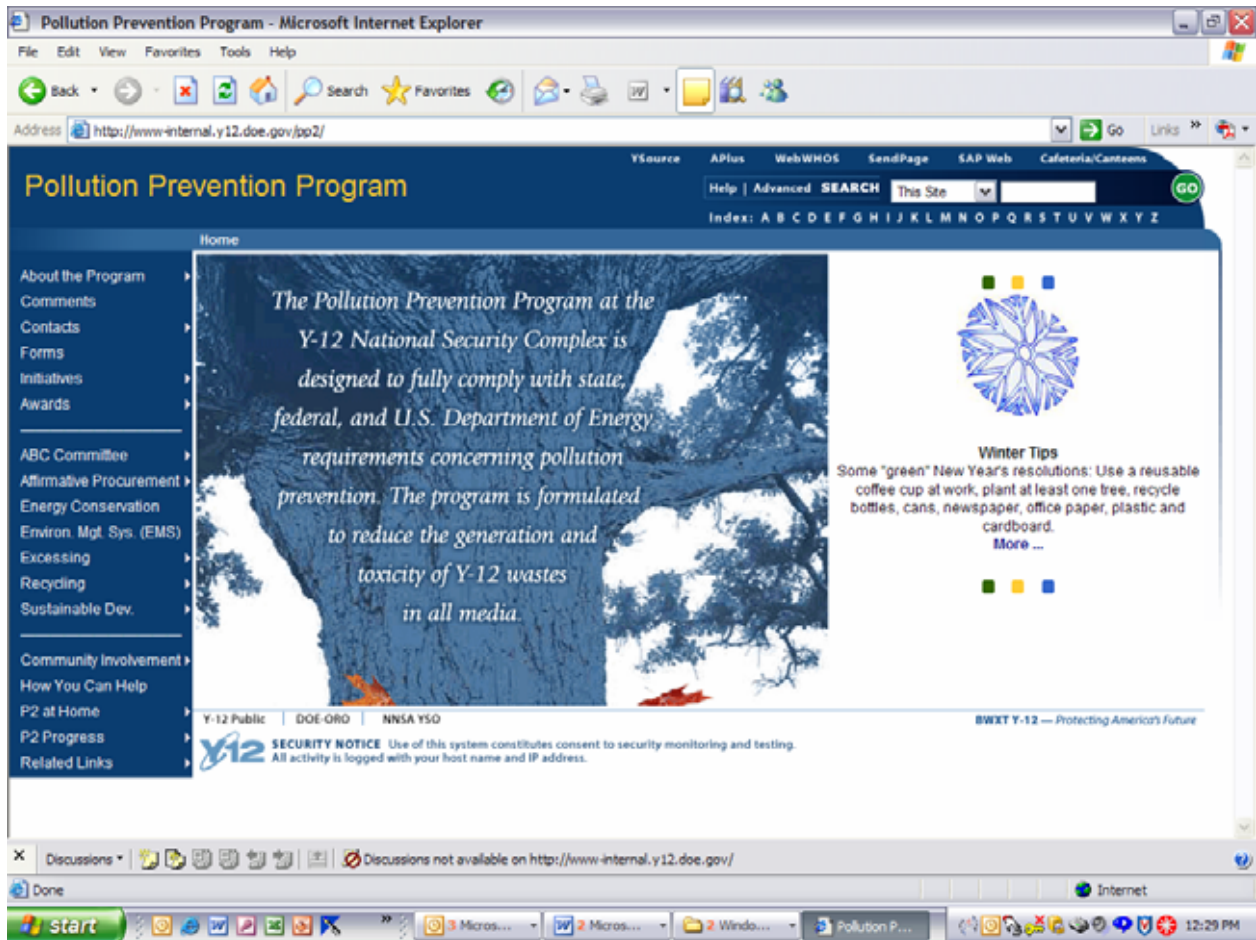 Pollution Prevention Program - Microsoft Internet Explorer
File Edit View Favorites Tools Help
Back Search Favorites
Address http://www-internal.y12.doe.gov/pp2/ Go Links »
YSource APlus WebWHOS SendPage SAP Web Cafeteria/Canteens
Pollution Prevention Program
Help | Advanced SEARCH This Site GO
Index: A B C D E F G H I J K L M N O P Q R S T U V W X Y Z
Home
About the Program
Comments
Contacts
Forms
Initiatives
Awards
ABC Committee
Affirmative Procurement
Energy Conservation
Environ. Mgt. Sys. (EMS)
Excessing
Recycling
Sustainable Dev.
Community Involvement
How You Can Help
P2 at Home
P2 Progress
Related Links
The Pollution Prevention Program at the
Y-12 National Security Complex is
designed to fully comply with state,
federal, and U.S. Department of Energy
requirements concerning pollution
prevention. The program is formulated
to reduce the generation and
toxicity of Y-12 wastes
in all media.
Winter Tips
Some "green" New Year's resolutions: Use a reusable
coffee cup at work, plant at least one tree, recycle
bottles, cans, newspaper, office paper, plastic and
cardboard.
More ...
Y-12 Public | DOE-ORO | NNSA YSO
BWXT Y-12 — Protecting America's Future
Y-12 SECURITY NOTICE Use of this system constitutes consent to security monitoring and testing.
All activity is logged with your host name and IP address.
Discussions Discussions not available on http://www-internal.y12.doe.gov/
Done Internet
start » 3 Micros... 2 Micros... 2 Windo... Pollution P... 12:29 PM